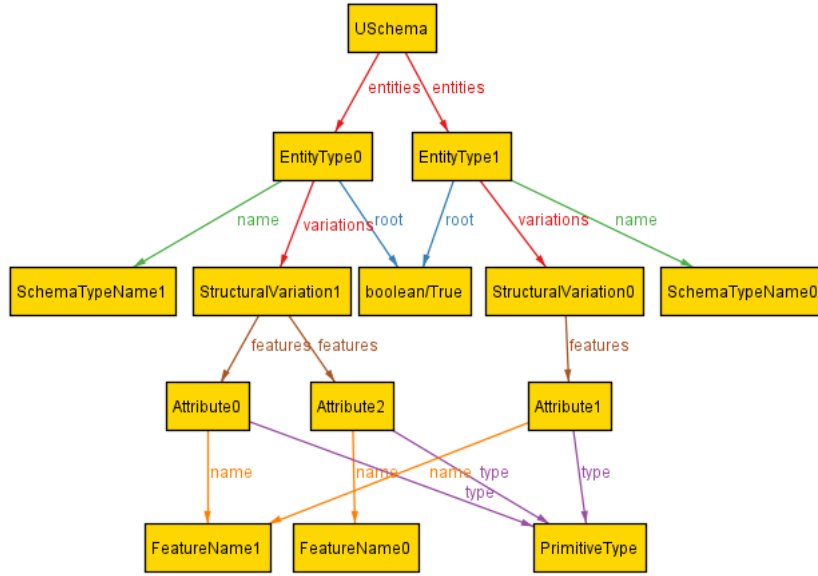 USchema
entities entities
EntityType0 EntityType1
name variations root root variations name
SchemaTypeName1 StructuralVariation1 boolean/True StructuralVariation0 SchemaTypeName0
features features features
Attribute0 Attribute2 Attribute1
name name name type type
type
FeatureName1 FeatureName0 PrimitiveType